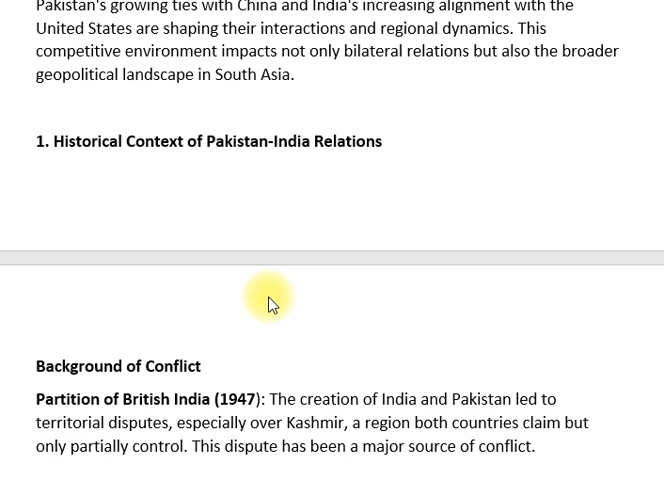 Pakistan's growing ties with China and India's increasing alignment with the
United States are shaping their interactions and regional dynamics. This
competitive environment impacts not only bilateral relations but also the broader
geopolitical landscape in South Asia.
1. Historical Context of Pakistan-India Relations
Background of Conflict
Partition of British India (1947): The creation of India and Pakistan led to
territorial disputes, especially over Kashmir, a region both countries claim but
only partially control. This dispute has been a major source of conflict.